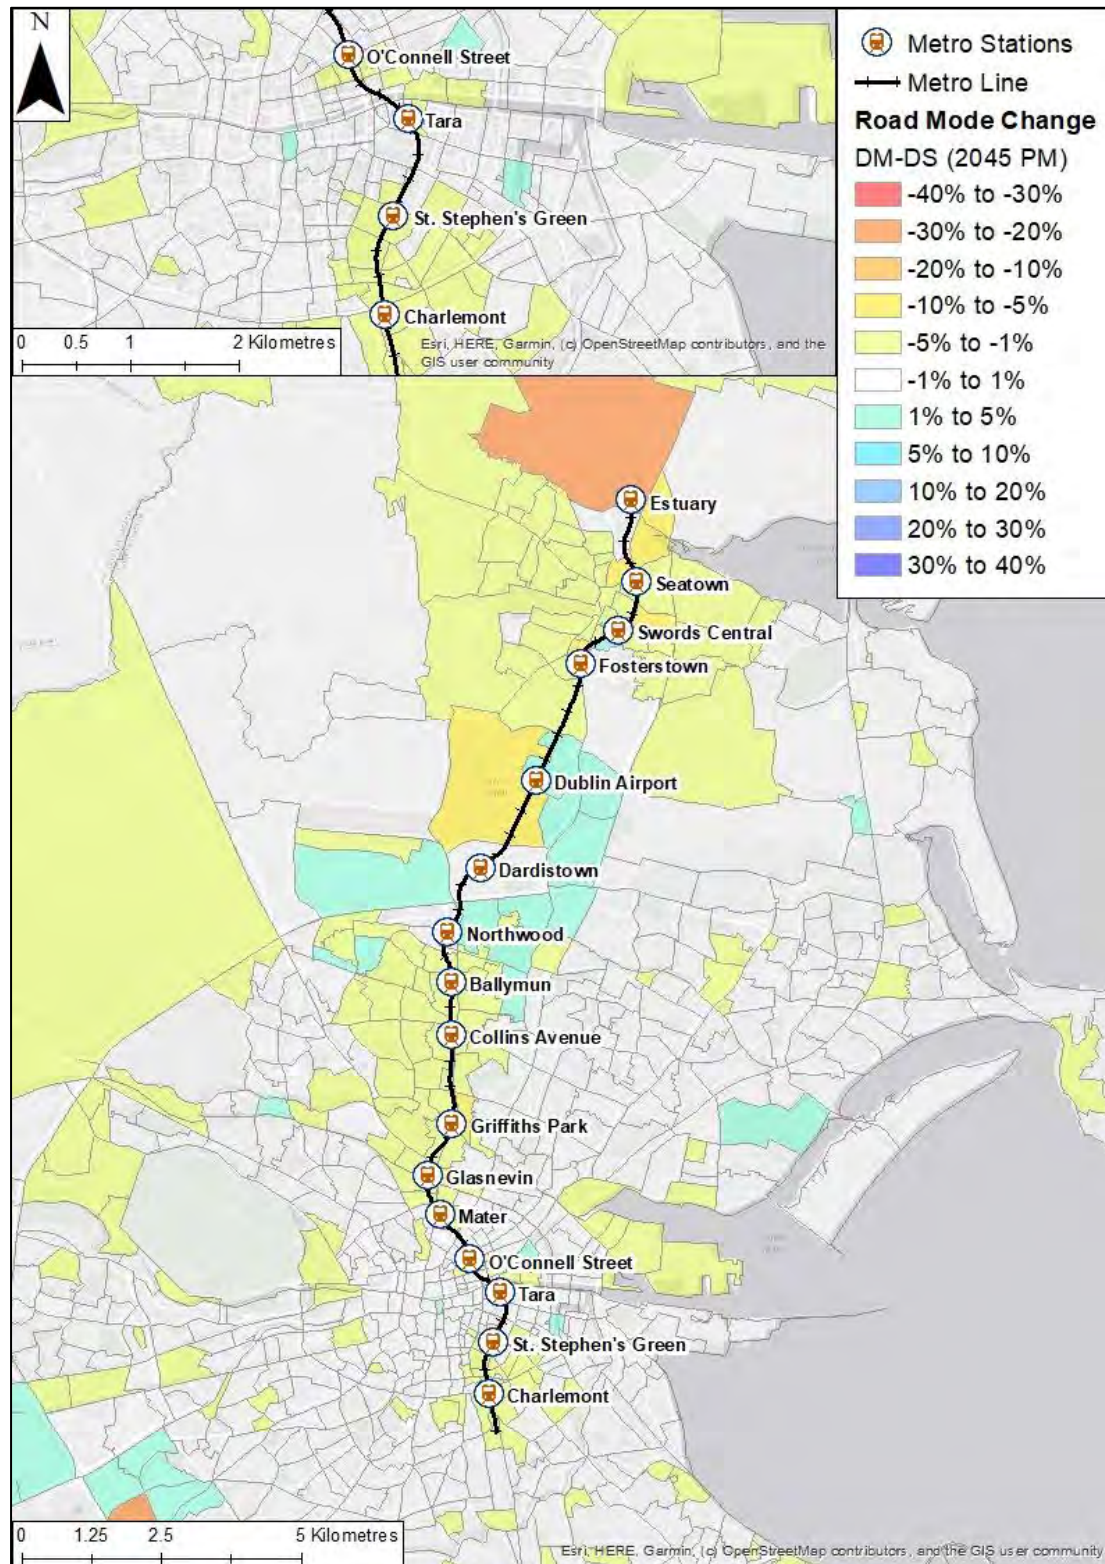 N
O'Connell Street
Tara
St. Stephen's Green
Charlemont
0 0.5 1 2 Kilometres
Esri, HERE, Garmin, (c) OpenStreetMap contributors, and the
GIS user community
Metro Stations
Metro Line
Road Mode Change
DM-DS (2045 PM)
-40% to -30%
-30% to -20%
-20% to -10%
-10% to -5%
-5% to -1%
-1% to 1%
1% to 5%
5% to 10%
10% to 20%
20% to 30%
30% to 40%
Estuary
Seatown
Swords Central
Fosterstown
Dublin Airport
Dardistown
Northwood
Ballymun
Collins Avenue
Griffiths Park
Glasnevin
Mater
O'Connell Street
Tara
St. Stephen's Green
Charlemont
0 1.25 2.5 5 Kilometres
Esri, HERE, Garmin, (c) OpenStreetMap contributors, and the GIS user community